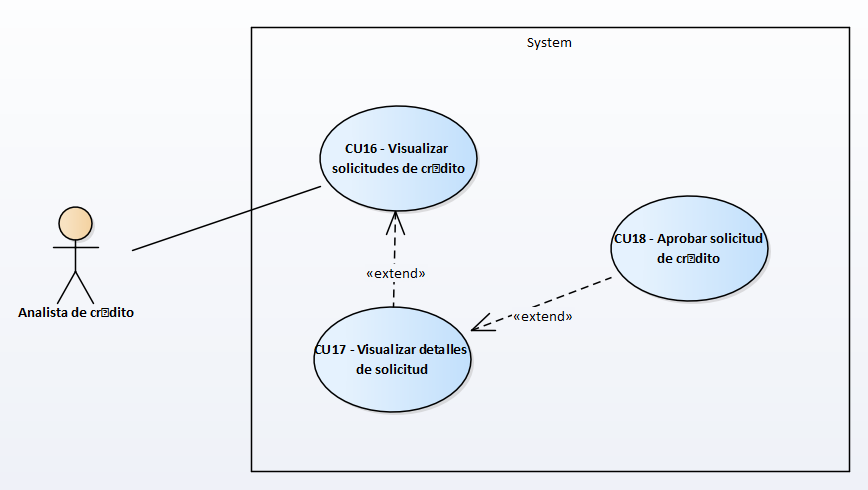 System
CU16 - Visualizar
solicitudes de cr�dito
CU18 - Aprobar solicitud
de cr�dito
«extend»
Analista de cr�dito
«extend»
CU17 - Visualizar detalles
de solicitud